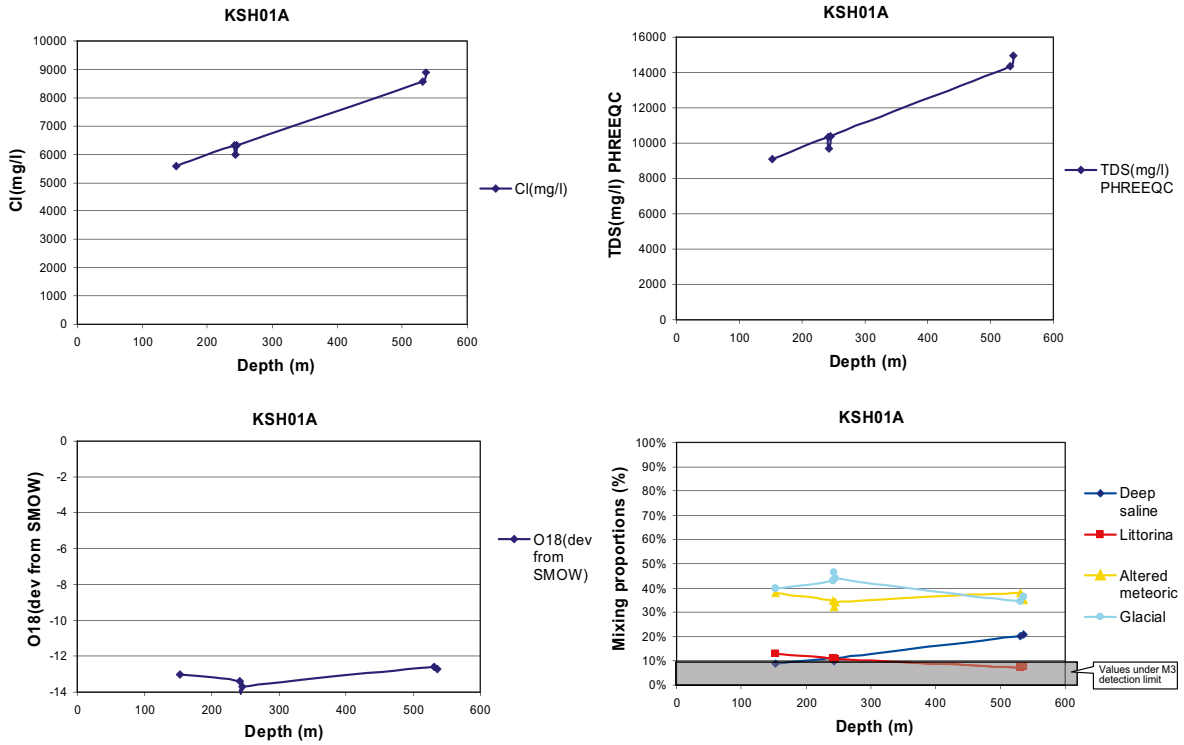 KSH01A
10000
9000
8000
7000
6000
5000
4000
3000
2000
1000
0
0 100 200 300 400 500 600
Cl(mg/l)
Depth (m)
Cl(mg/l)
KSH01A
16000
14000
12000
10000
8000
6000
4000
2000
0
0 100 200 300 400 500 600
TDS(mg/l) PHREEQC
Depth (m)
TDS(mg/l)
PHREEQC
KSH01A
0
-2
-4
-6
-8
-10
-12
-14
0 100 200 300 400 500 600
O18(dev from SMOW)
Depth (m)
O18(dev
from
SMOW)
KSH01A
100%
90%
80%
70%
60%
50%
40%
30%
20%
10%
0%
0 100 200 300 400 500 600
Mixing proportions (%)
Depth (m)
Deep
saline
Littorina
Altered
meteoric
Glacial
Values under M3
detection limit